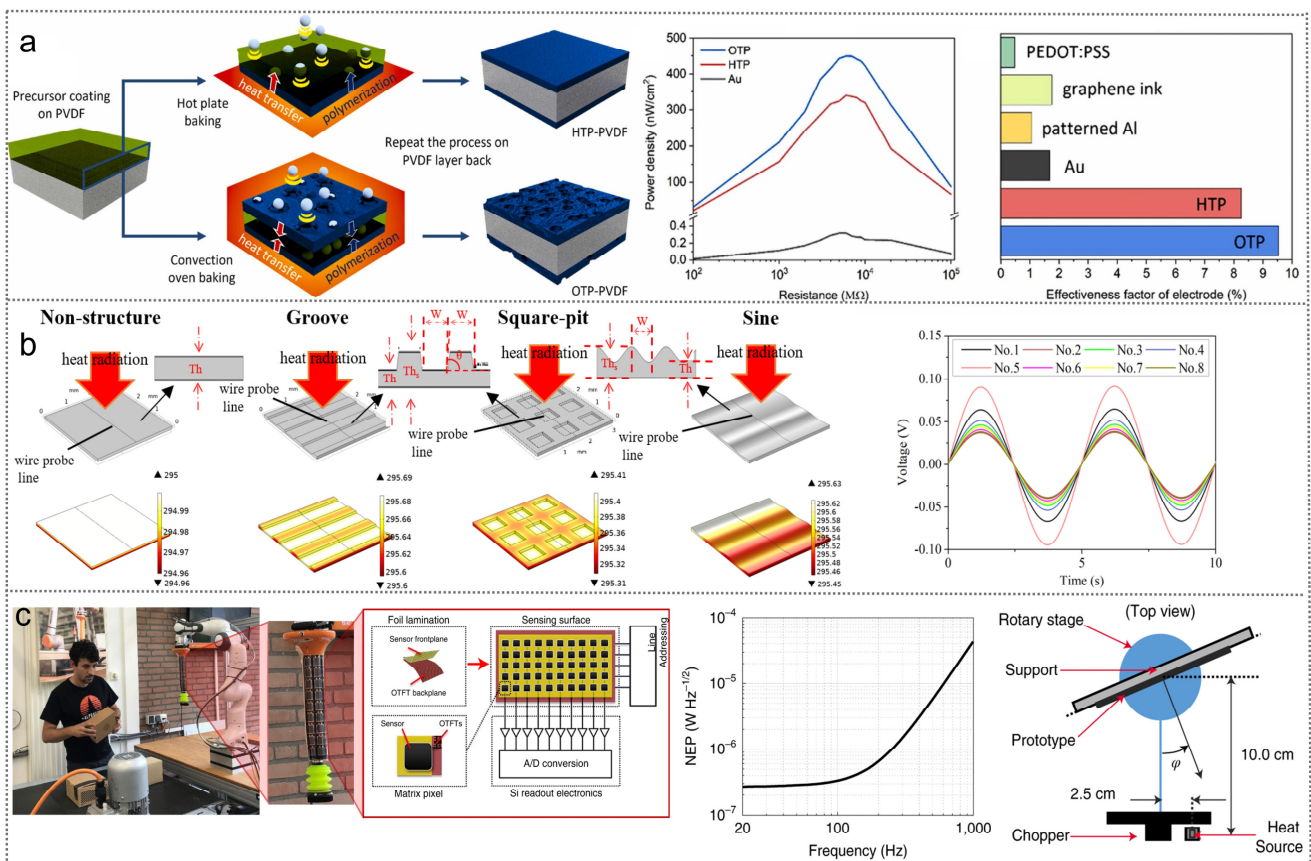 a
Precursor coating
on PVDF
heat transfer
polymerization
Hot plate
baking
Repeat the process on
PVDF layer back
HTP-PVDF
heat transfer
polymerization
Convection
oven baking
OTP-PVDF
Power density (nW/cm²)
500
450
400
300
200
100
0.4
0.2
0.0
OTP
HTP
Au
10²
10³
10⁴
10⁵
Resistance (MΩ)
PEDOT:PSS
graphene ink
patterned Al
Au
HTP
OTP
0 1 2 3 4 5 6 7 8 9 10
Effectiveness factor of electrode (%)
b
Non-structure
Groove
Square-pit
Sine
heat radiation
Th
wire probe
line
295
294.99
294.98
294.97
294.96
294.96
heat radiation
W
W
Th
Thₛ
θ
wire probe
line
295.69
295.68
295.66
295.64
295.62
295.6
295.6
heat radiation
wire probe
line
295.41
295.4
295.38
295.36
295.34
295.32
295.31
W
Thₛ
Th
heat radiation
295.63
295.62
295.6
295.58
295.56
295.54
295.52
295.5
295.48
295.46
295.45
Voltage (V)
0.15
0.10
0.05
0.00
-0.05
-0.10
No.1 No.2 No.3 No.4
No.5 No.6 No.7 No.8
0 5 10
Time (s)
c
Foil lamination
Sensor frontplane
OTFT backplane
Sensor
OTFTs
Matrix pixel
Sensing surface
Line
Addressing
A/D conversion
Si readout electronics
NEP (W Hz⁻¹/²)
10⁻⁴
10⁻⁵
10⁻⁶
10⁻⁷
20
100
1,000
Frequency (Hz)
(Top view)
Rotary stage
Support
Prototype
φ
10.0 cm
2.5 cm
Chopper
Heat
Source